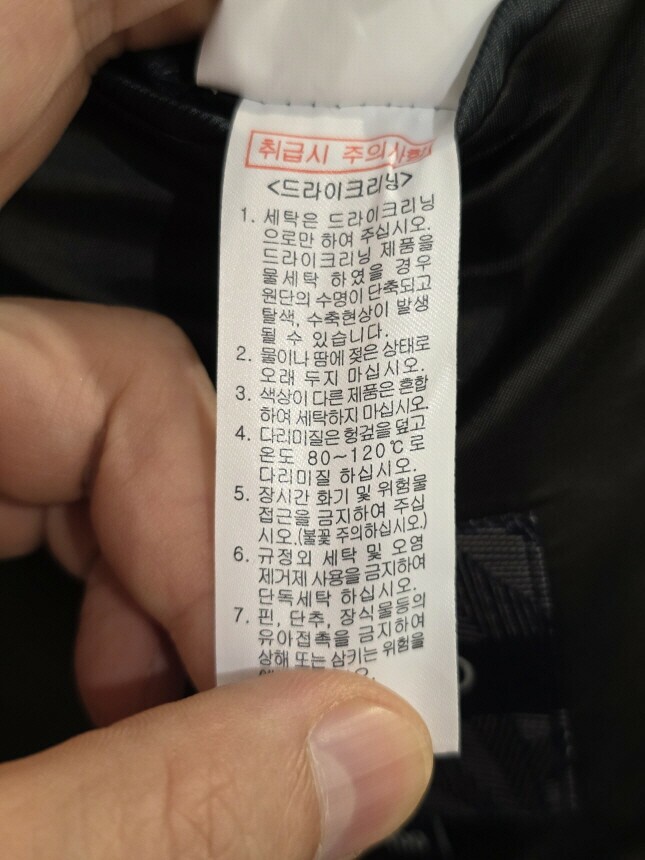 취급시 주의사항
<드라이크리닝>
1. 세탁은 드라이크리닝
으로만 하여 주십시오.
드라이크리닝 제품을
물세탁 하였을 경우
원단의 수명이 단축되고
탈색, 수축현상이 발생
될 수 있습니다.
2. 물이나 땀에 젖은 상태로
오래 두지 마십시오.
3. 색상이 다른 제품은 혼합
하여 세탁하지 마십시오.
4. 다리미질은 헝겊을 덮고
온도 80~120℃로
다리미질 하십시오.
5. 장시간 화기 및 위험물
접근을 금지하여 주십
시오.(불꽃 주의하십시오.)
6. 규정외 세탁 및 오염
제거제 사용을 금지하여
단독세탁 하십시오.
7. 핀, 단추, 장식물등의
유아접촉을 금지하여
상해 또는 삼키는 위험을